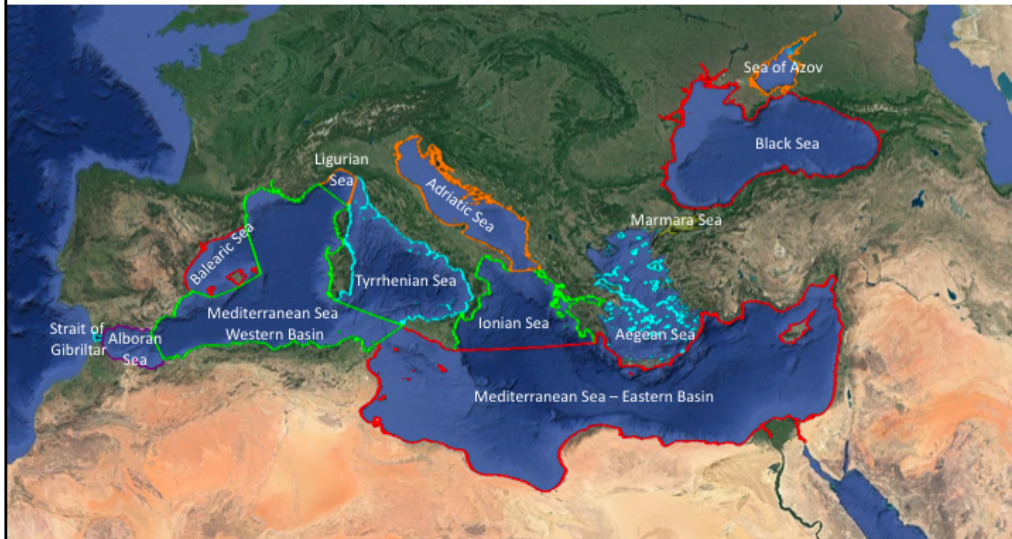 Sea of Azov
Black Sea
Ligurian
Sea
Adriatic Sea
Marmara Sea
Balearic Sea
Tyrrhenian Sea
Mediterranean Sea
Western Basin
Ionian Sea
Aegean Sea
Strait of
Gibriltar
Alboran
Sea
Mediterranean Sea – Eastern Basin